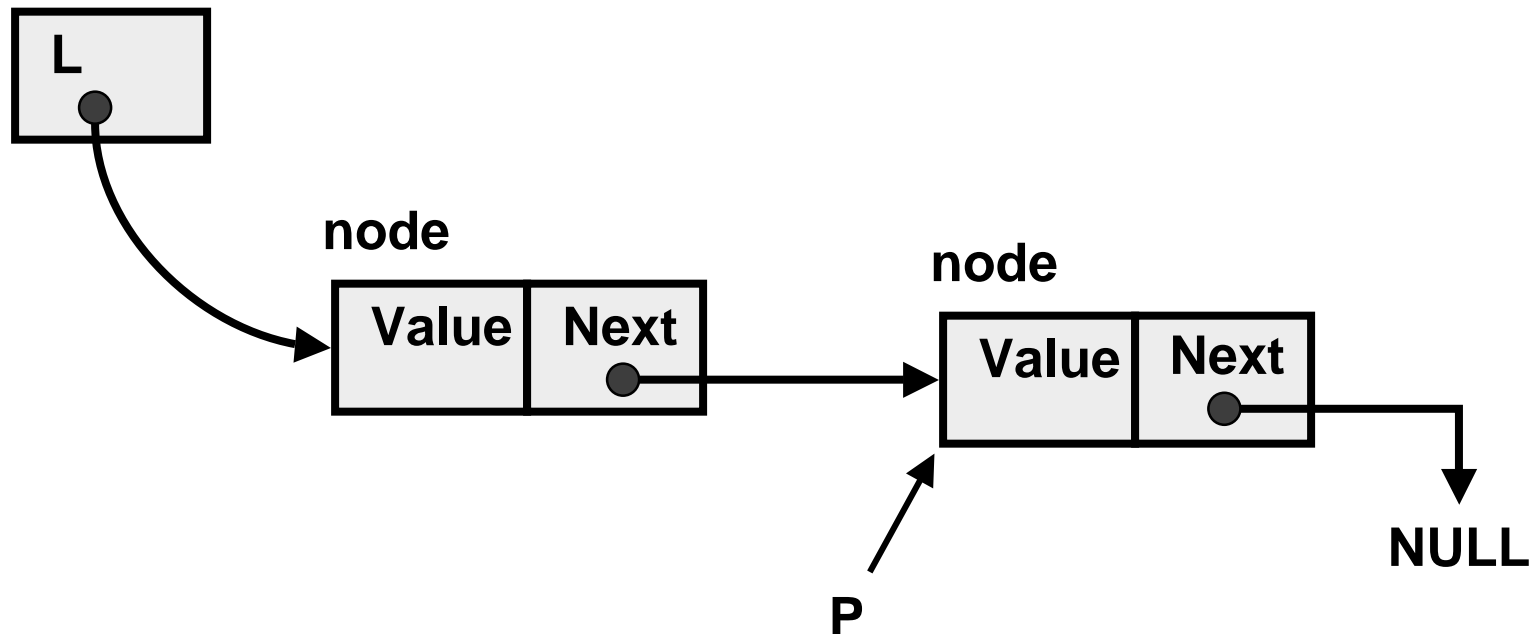 L
node
node
Value Next
Value Next
NULL
P